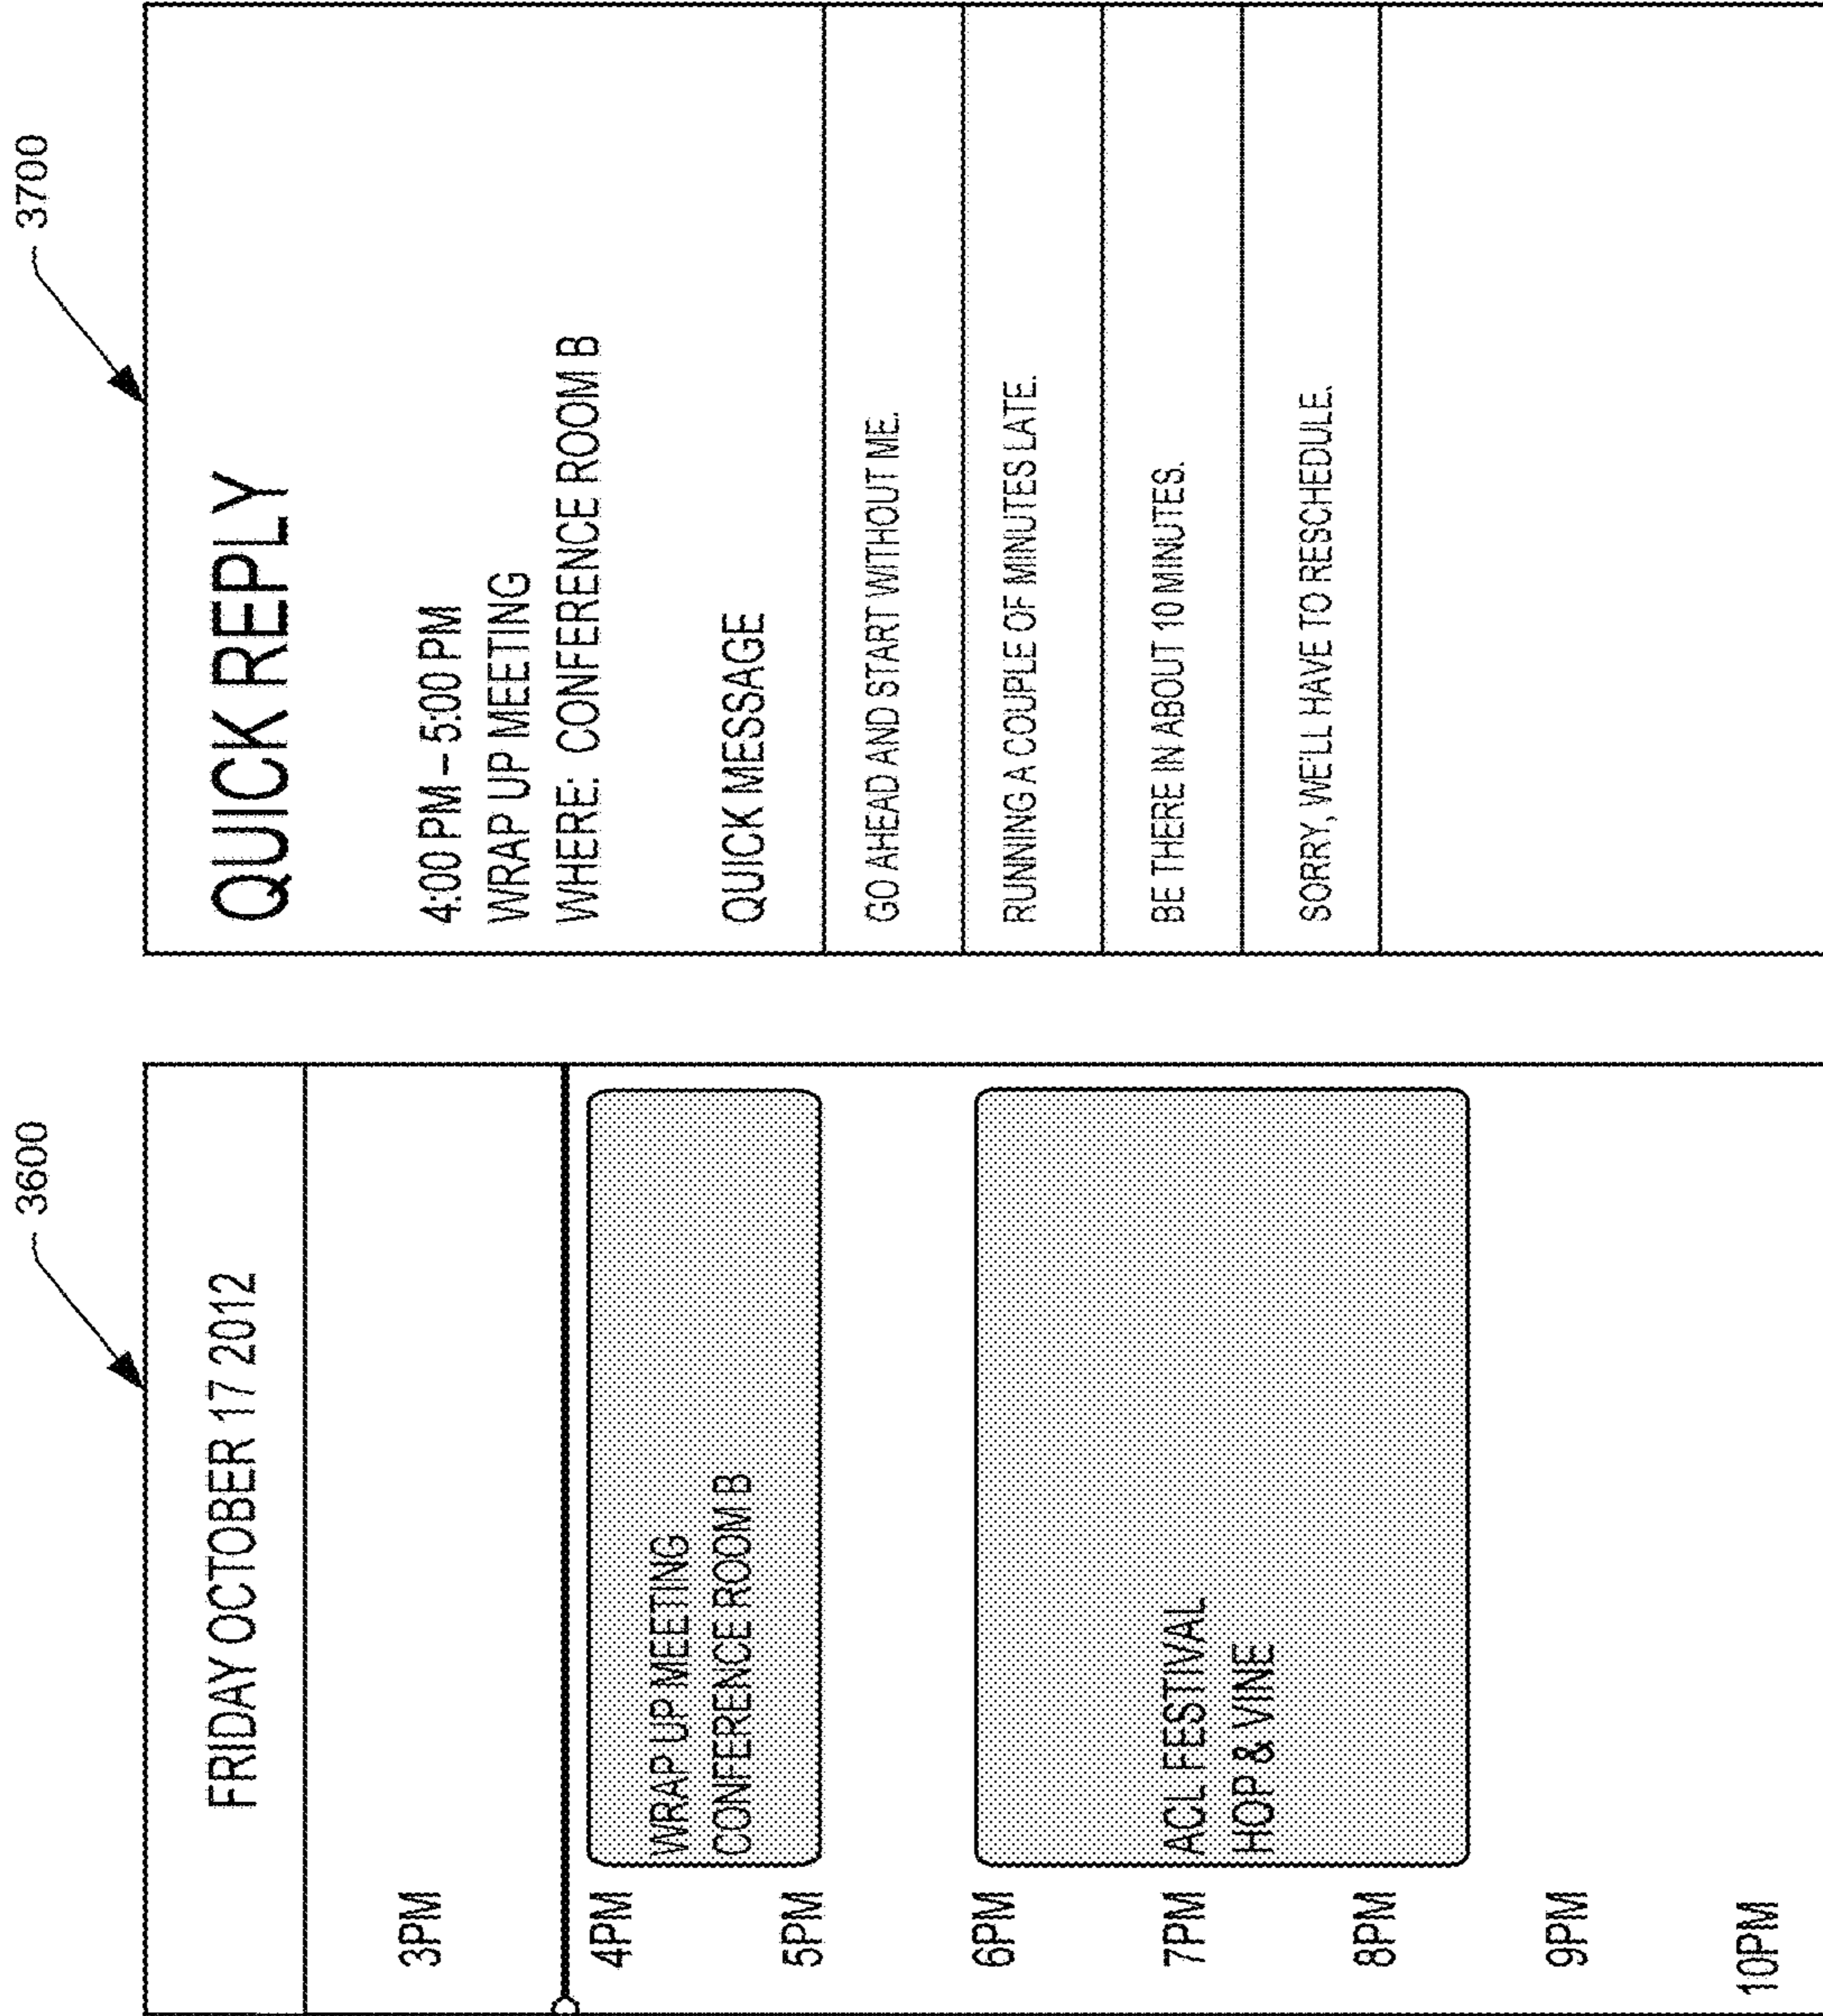 3600
FRIDAY OCTOBER 17 2012
3PM
4PM
WRAP UP MEETING
CONFERENCE ROOM B
5PM
6PM
7PM
ACL FESTIVAL
HOP & VINE
8PM
9PM
10PM
3700
QUICK REPLY
4:00 PM – 5:00 PM
WRAP UP MEETING
WHERE: CONFERENCE ROOM B
QUICK MESSAGE
GO AHEAD AND START WITHOUT ME.
RUNNING A COUPLE OF MINUTES LATE.
BE THERE IN ABOUT 10 MINUTES.
SORRY, WE'LL HAVE TO RESCHEDULE.